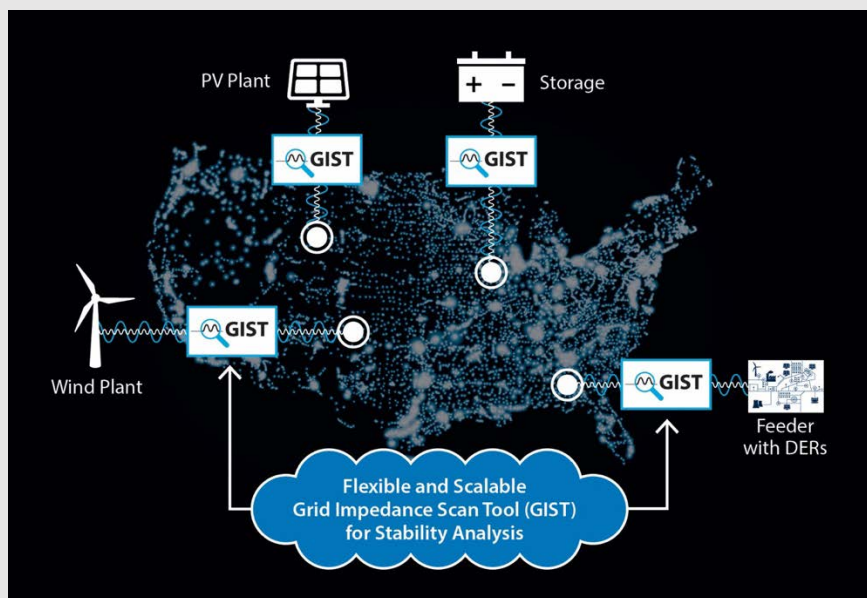 PV Plant
Storage
GIST
GIST
GIST
Wind Plant
GIST
Feeder
with DERs
Flexible and Scalable
Grid Impedance Scan Tool (GIST)
for Stability Analysis